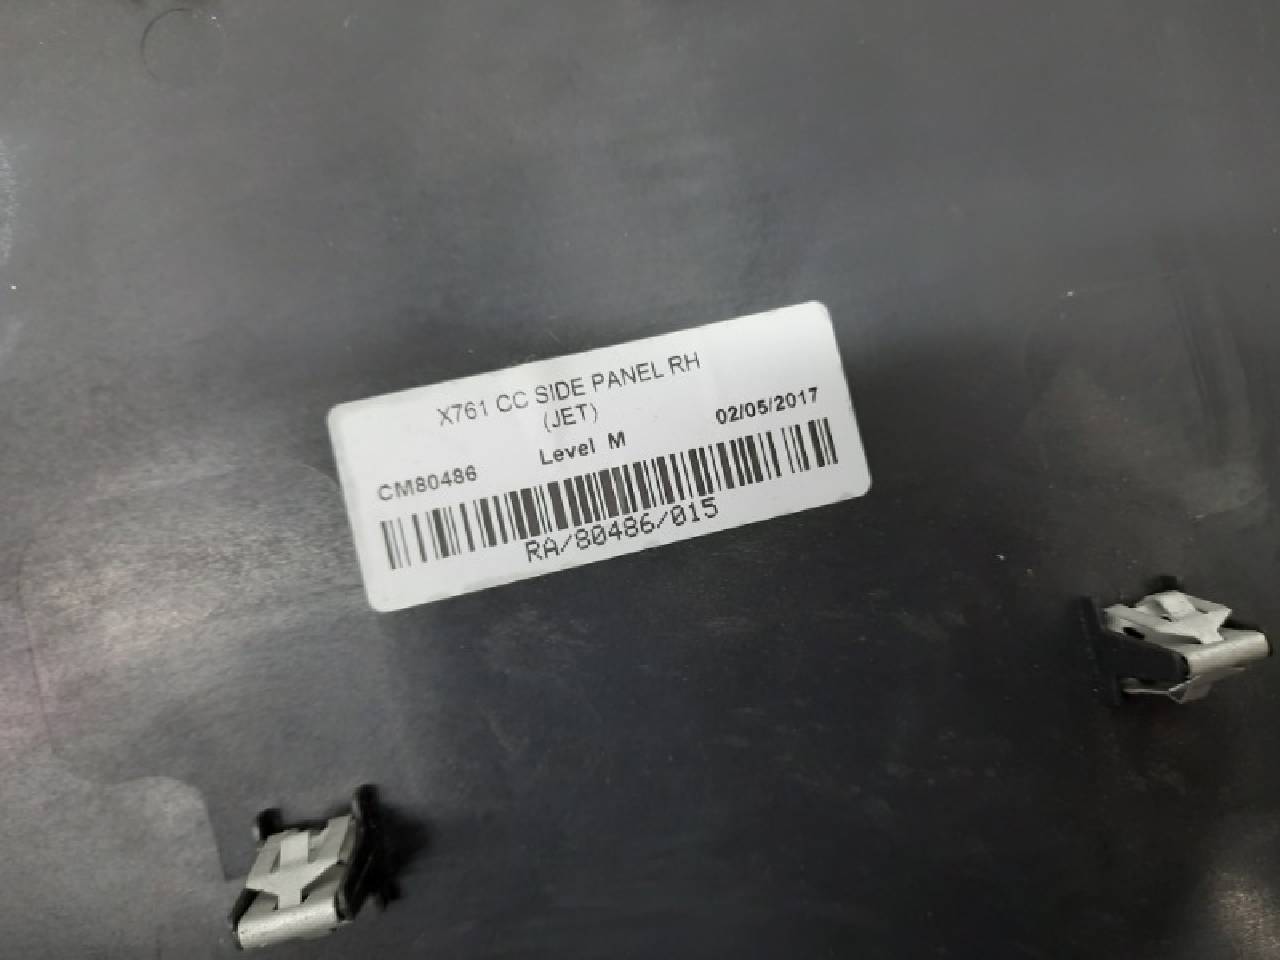 X761 CC SIDE PANEL RH
(JET)
CM80486 Level M 02/05/2017
RA/80486/015